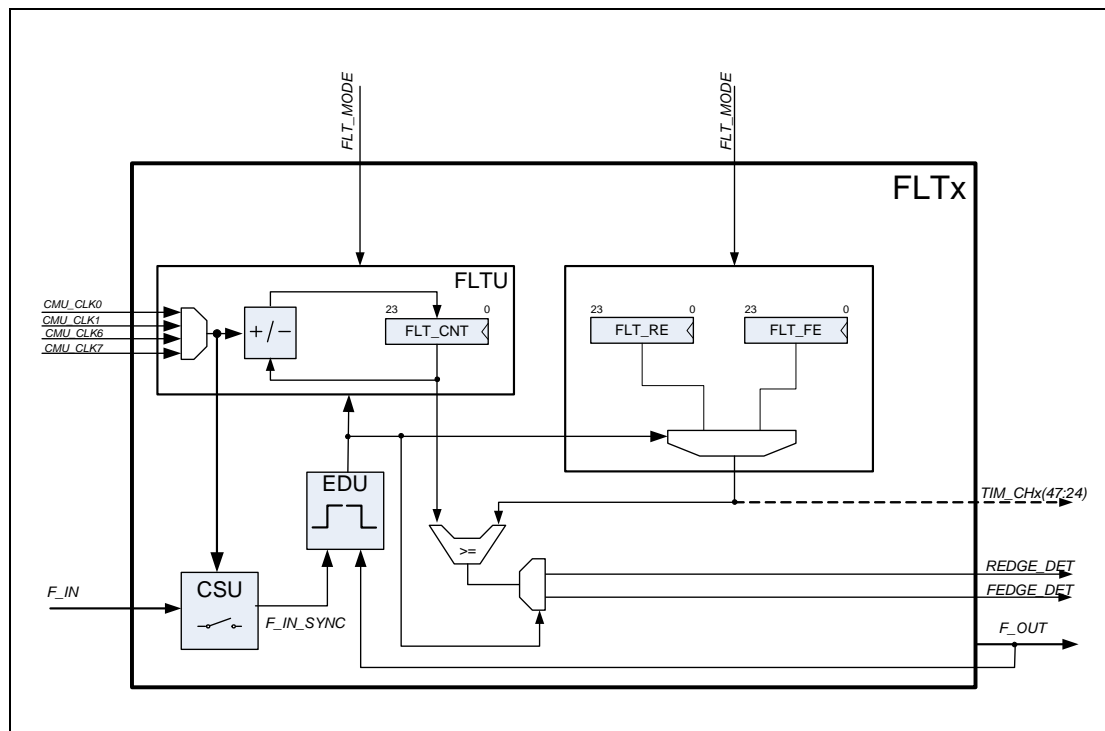 FLT_MODE
FLT_MODE
FLTx
FLTU
CMU_CLK0
CMU_CLK1
CMU_CLK6
CMU_CLK7
+/−
23 0
FLT_CNT
23 0
FLT_RE
23 0
FLT_FE
EDU
TIM_CHx(47:24)
>=
REDGE_DET
FEDGE_DET
F_IN
CSU
F_IN_SYNC
F_OUT